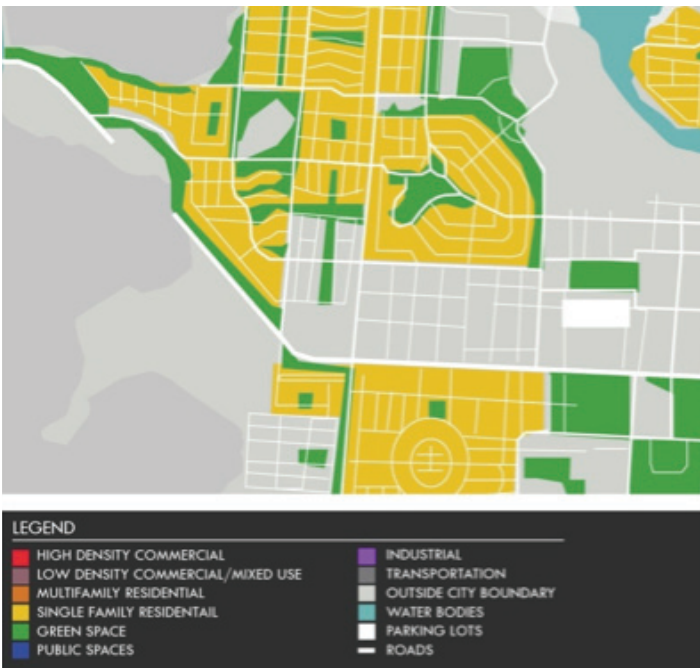 LEGEND
HIGH DENSITY COMMERCIAL
LOW DENSITY COMMERCIAL/MIXED USE
MULTIFAMILY RESIDENTIAL
SINGLE FAMILY RESIDENTAIL
GREEN SPACE
PUBLIC SPACES
INDUSTRIAL
TRANSPORTATION
OUTSIDE CITY BOUNDARY
WATER BODIES
PARKING LOTS
ROADS